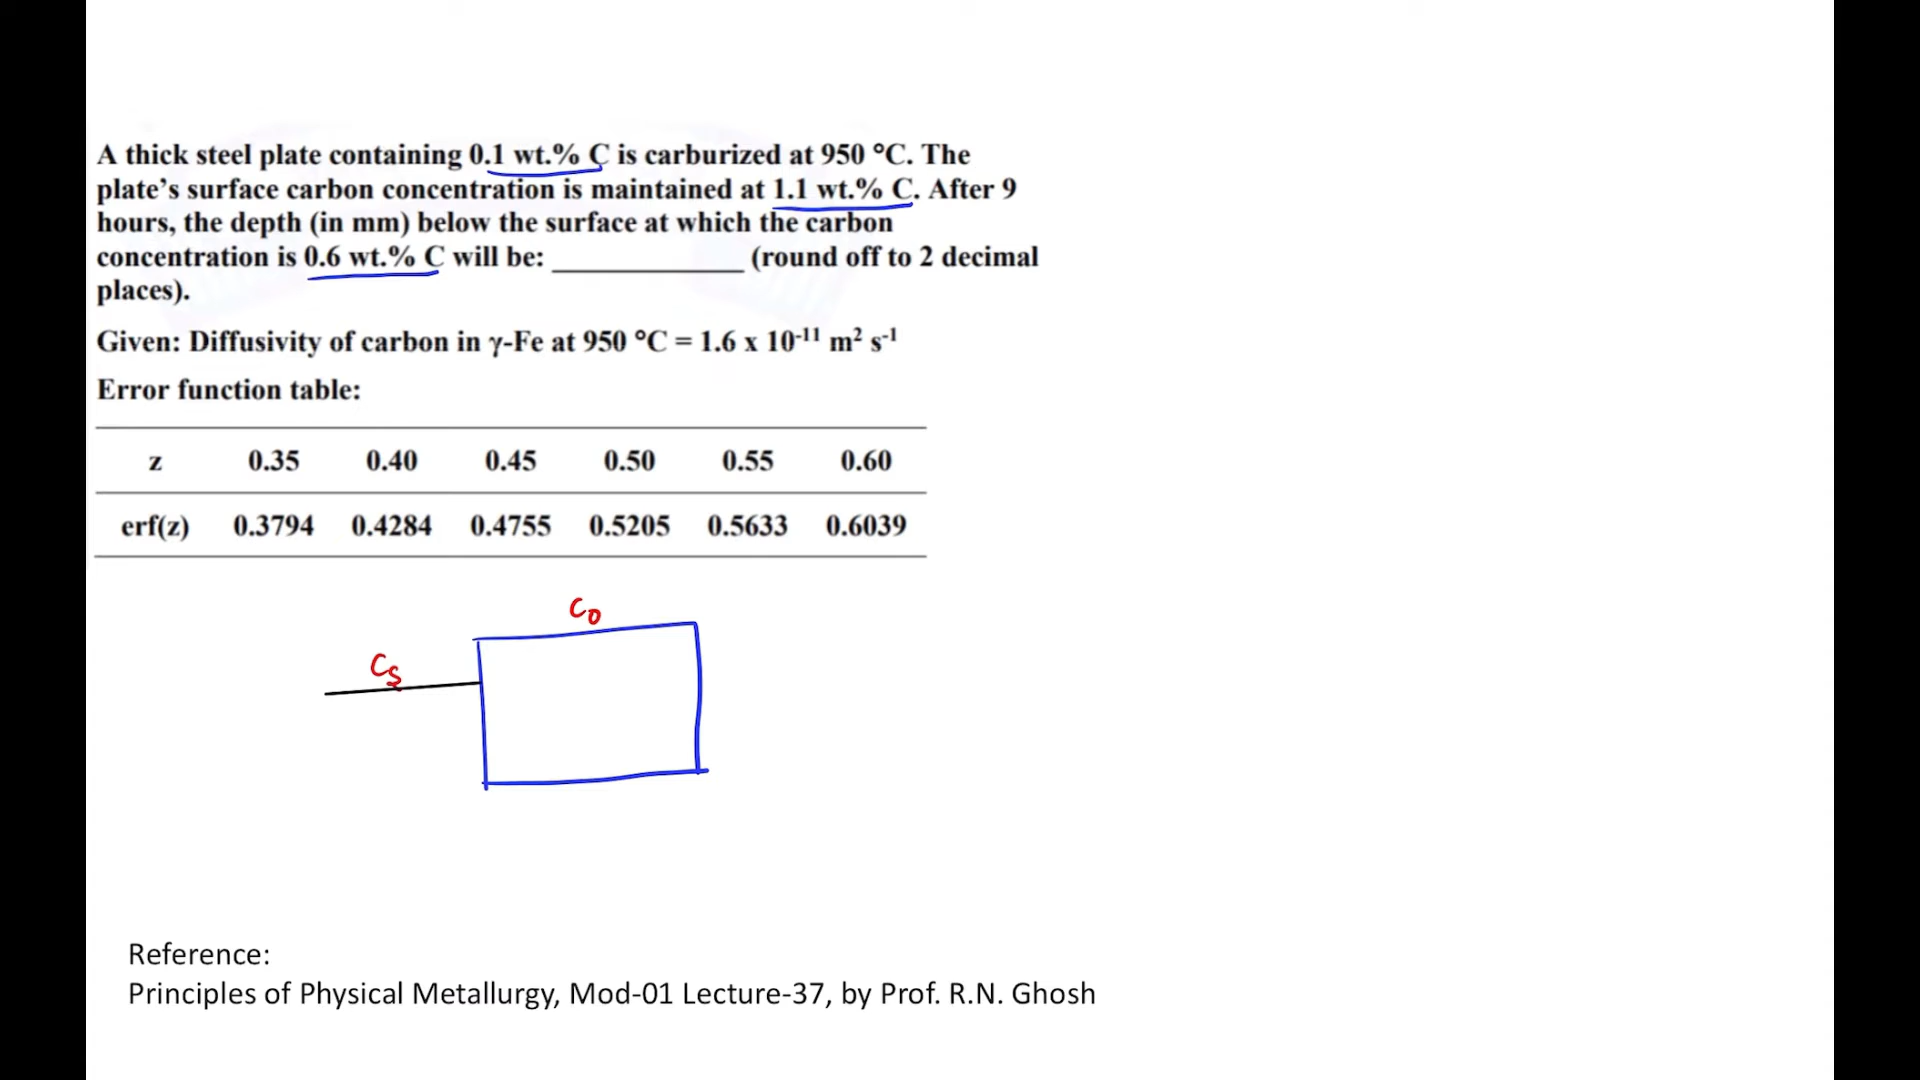 A thick steel plate containing 0.1 wt.% C is carburized at 950 °C. The
plate’s surface carbon concentration is maintained at 1.1 wt.% C. After 9
hours, the depth (in mm) below the surface at which the carbon
concentration is 0.6 wt.% C will be: _____________ (round off to 2 decimal
places).
Given: Diffusivity of carbon in γ-Fe at 950 °C = 1.6 x 10⁻¹¹ m² s⁻¹
Error function table:
z 0.35 0.40 0.45 0.50 0.55 0.60
erf(z) 0.3794 0.4284 0.4755 0.5205 0.5633 0.6039
C₀
Cₛ
Reference:
Principles of Physical Metallurgy, Mod-01 Lecture-37, by Prof. R.N. Ghosh